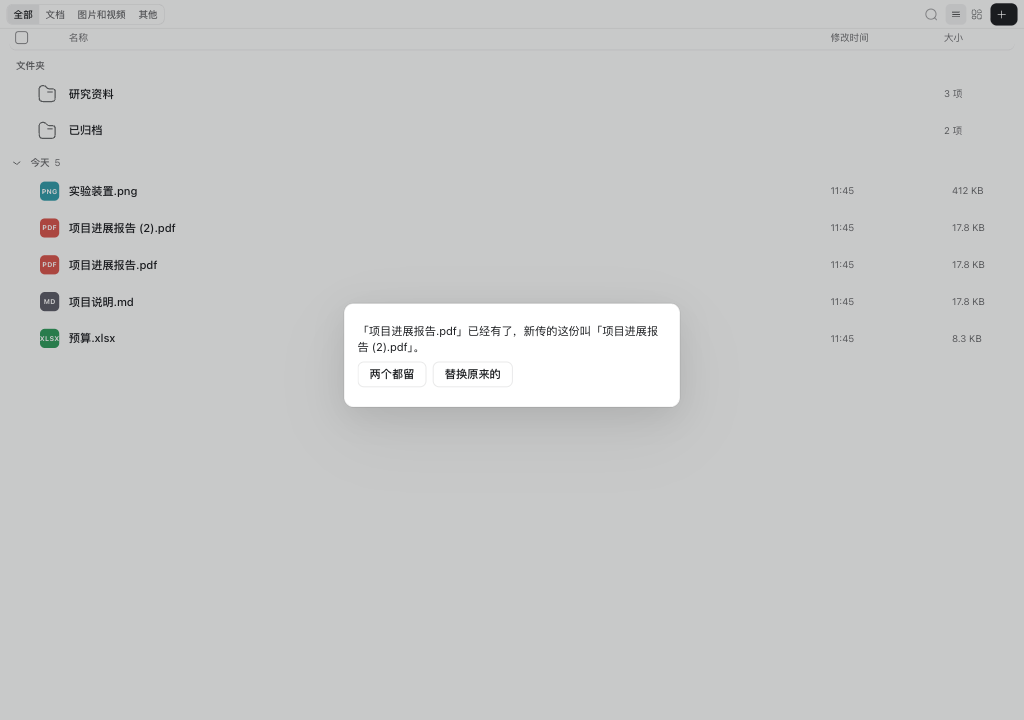 全部 文档 图片和视频 其他
名称 修改时间 大小
文件夹
研究资料 3 项
已归档 2 项
今天 5
PNG 实验装置.png 11:45 412 KB
PDF 项目进展报告 (2).pdf 11:45 17.8 KB
PDF 项目进展报告.pdf 11:45 17.8 KB
MD 项目说明.md 11:45 17.8 KB
XLSX 预算.xlsx 11:45 8.3 KB
「项目进展报告.pdf」已经有了，新传的这份叫「项目进展报
告 (2).pdf」。
两个都留 替换原来的